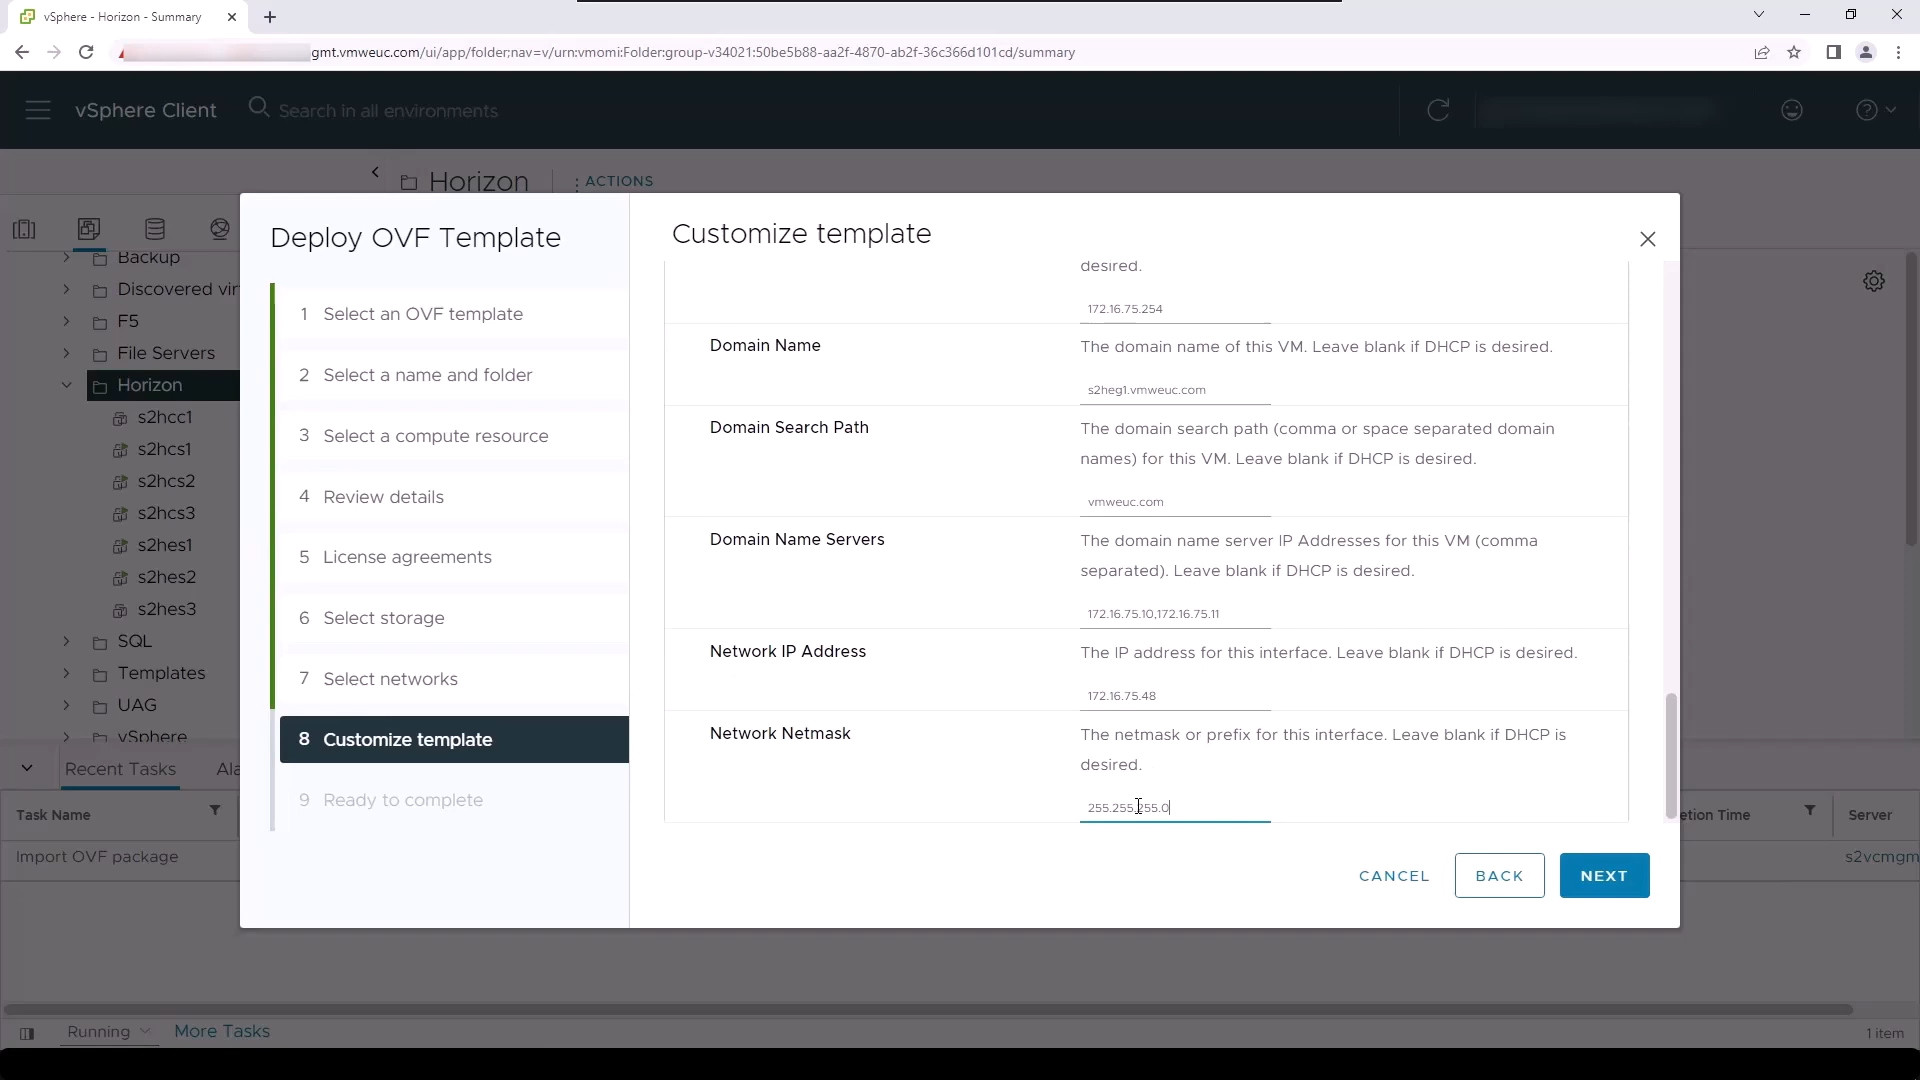 vSphere - Horizon - Summary
gmt.vmweuc.com/ui/app/folder;nav=v/urn:vmomi:Folder:group-v34021:50be5b88-aa2f-4870-ab2f-36c366d101cd/summary
vSphere Client
Search in all environments
Horizon
ACTIONS
Backup
Discovered vir
F5
File Servers
Horizon
s2hcc1
s2hcs1
s2hcs2
s2hcs3
s2hes1
s2hes2
s2hes3
SQL
Templates
UAG
vSphere
Deploy OVF Template
1 Select an OVF template
2 Select a name and folder
3 Select a compute resource
4 Review details
5 License agreements
6 Select storage
7 Select networks
8 Customize template
9 Ready to complete
Customize template
desired.
172.16.75.254
Domain Name
The domain name of this VM. Leave blank if DHCP is desired.
s2heg1.vmweuc.com
Domain Search Path
The domain search path (comma or space separated domain
names) for this VM. Leave blank if DHCP is desired.
vmweuc.com
Domain Name Servers
The domain name server IP Addresses for this VM (comma
separated). Leave blank if DHCP is desired.
172.16.75.10,172.16.75.11
Network IP Address
The IP address for this interface. Leave blank if DHCP is desired.
172.16.75.48
Network Netmask
The netmask or prefix for this interface. Leave blank if DHCP is
desired.
255.255.255.0
CANCEL
BACK
NEXT
Recent Tasks
Ala
Task Name
etion Time
Server
Import OVF package
s2vcmgm
Running
More Tasks
1 item